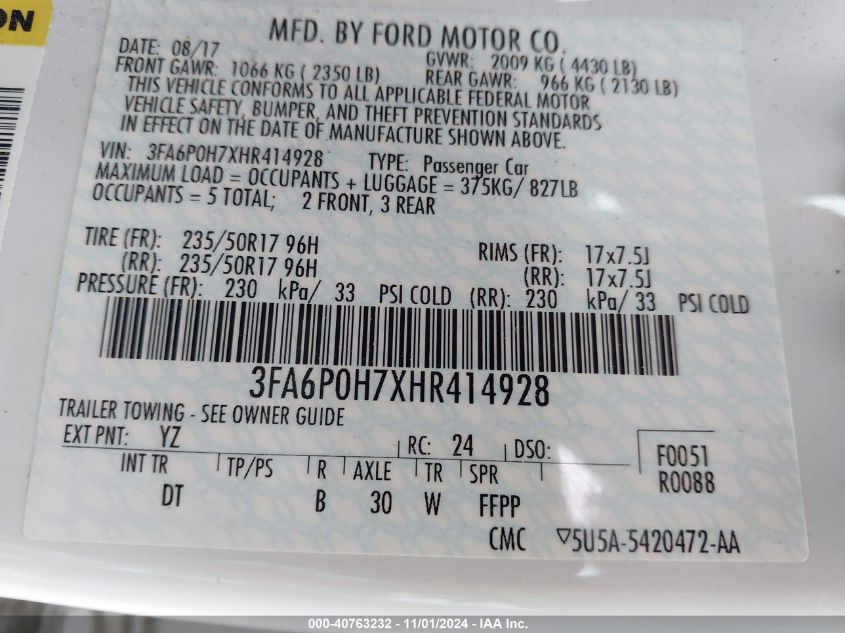 ON
MFD. BY FORD MOTOR CO.
DATE: 08/17 GVWR: 2009 KG ( 4430 LB)
FRONT GAWR: 1066 KG ( 2350 LB) REAR GAWR: 966 KG ( 2130 LB)
THIS VEHICLE CONFORMS TO ALL APPLICABLE FEDERAL MOTOR
VEHICLE SAFETY, BUMPER, AND THEFT PREVENTION STANDARDS
IN EFFECT ON THE DATE OF MANUFACTURE SHOWN ABOVE.
VIN: 3FA6P0H7XHR414928 TYPE: Passenger Car
MAXIMUM LOAD = OCCUPANTS + LUGGAGE = 375KG/ 827LB
OCCUPANTS = 5 TOTAL; 2 FRONT, 3 REAR
TIRE (FR): 235/50R17 96H RIMS (FR): 17x7.5J
(RR): 235/50R17 96H (RR): 17x7.5J
PRESSURE (FR): 230 kPa/ 33 PSI COLD (RR): 230 kPa/ 33 PSI COLD
3FA6P0H7XHR414928
TRAILER TOWING - SEE OWNER GUIDE
EXT PNT: YZ RC: 24 DSO: F0051
INT TR TP/PS R AXLE TR SPR R0088
DT B 30 W FFPP
CMC ▽5U5A-5420472-AA
000-40763232 - 11/01/2024 - IAA Inc.